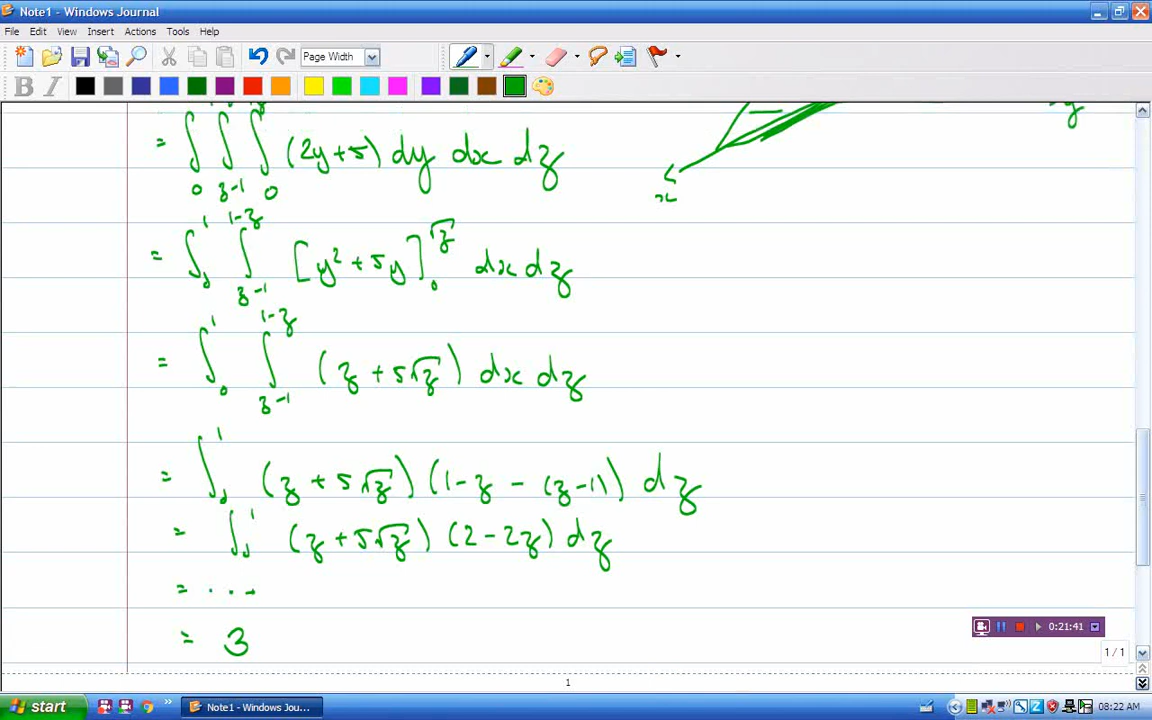 Note1 - Windows Journal
File Edit View Insert Actions Tools Help
Page Width
B I
= ∫₀ ∫_{z-1} ∫₀ (2y+5) dy dx dz
y
x
= ∫₀¹ ∫_{z-1}^{1-z} [y² + 5y]₀^{√z} dx dz
= ∫₀¹ ∫_{z-1}^{1-z} (z + 5√z) dx dz
= ∫₀¹ (z + 5√z) (1-z - (z-1)) dz
= ∫₀¹ (z + 5√z) (2 - 2z) dz
= ...
= 3
0:21:41
1 / 1
1
start
Note1 - Windows Jour...
08:22 AM